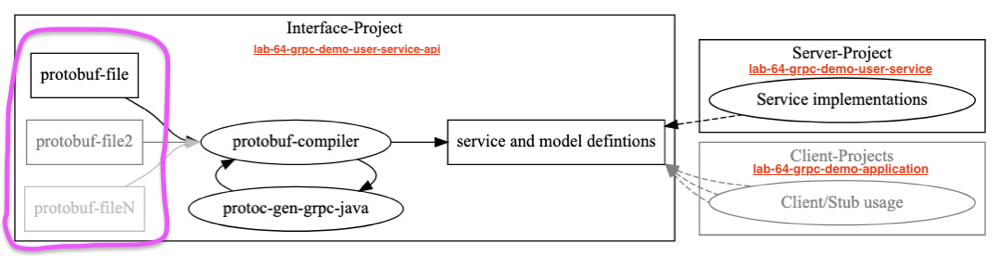 Interface-Project
lab-64-grpc-demo-user-service-api
protobuf-file
protobuf-file2
protobuf-fileN
protobuf-compiler
protoc-gen-grpc-java
service and model defintions
Server-Project
lab-64-grpc-demo-user-service
Service implementations
Client-Projects
lab-64-grpc-demo-application
Client/Stub usage